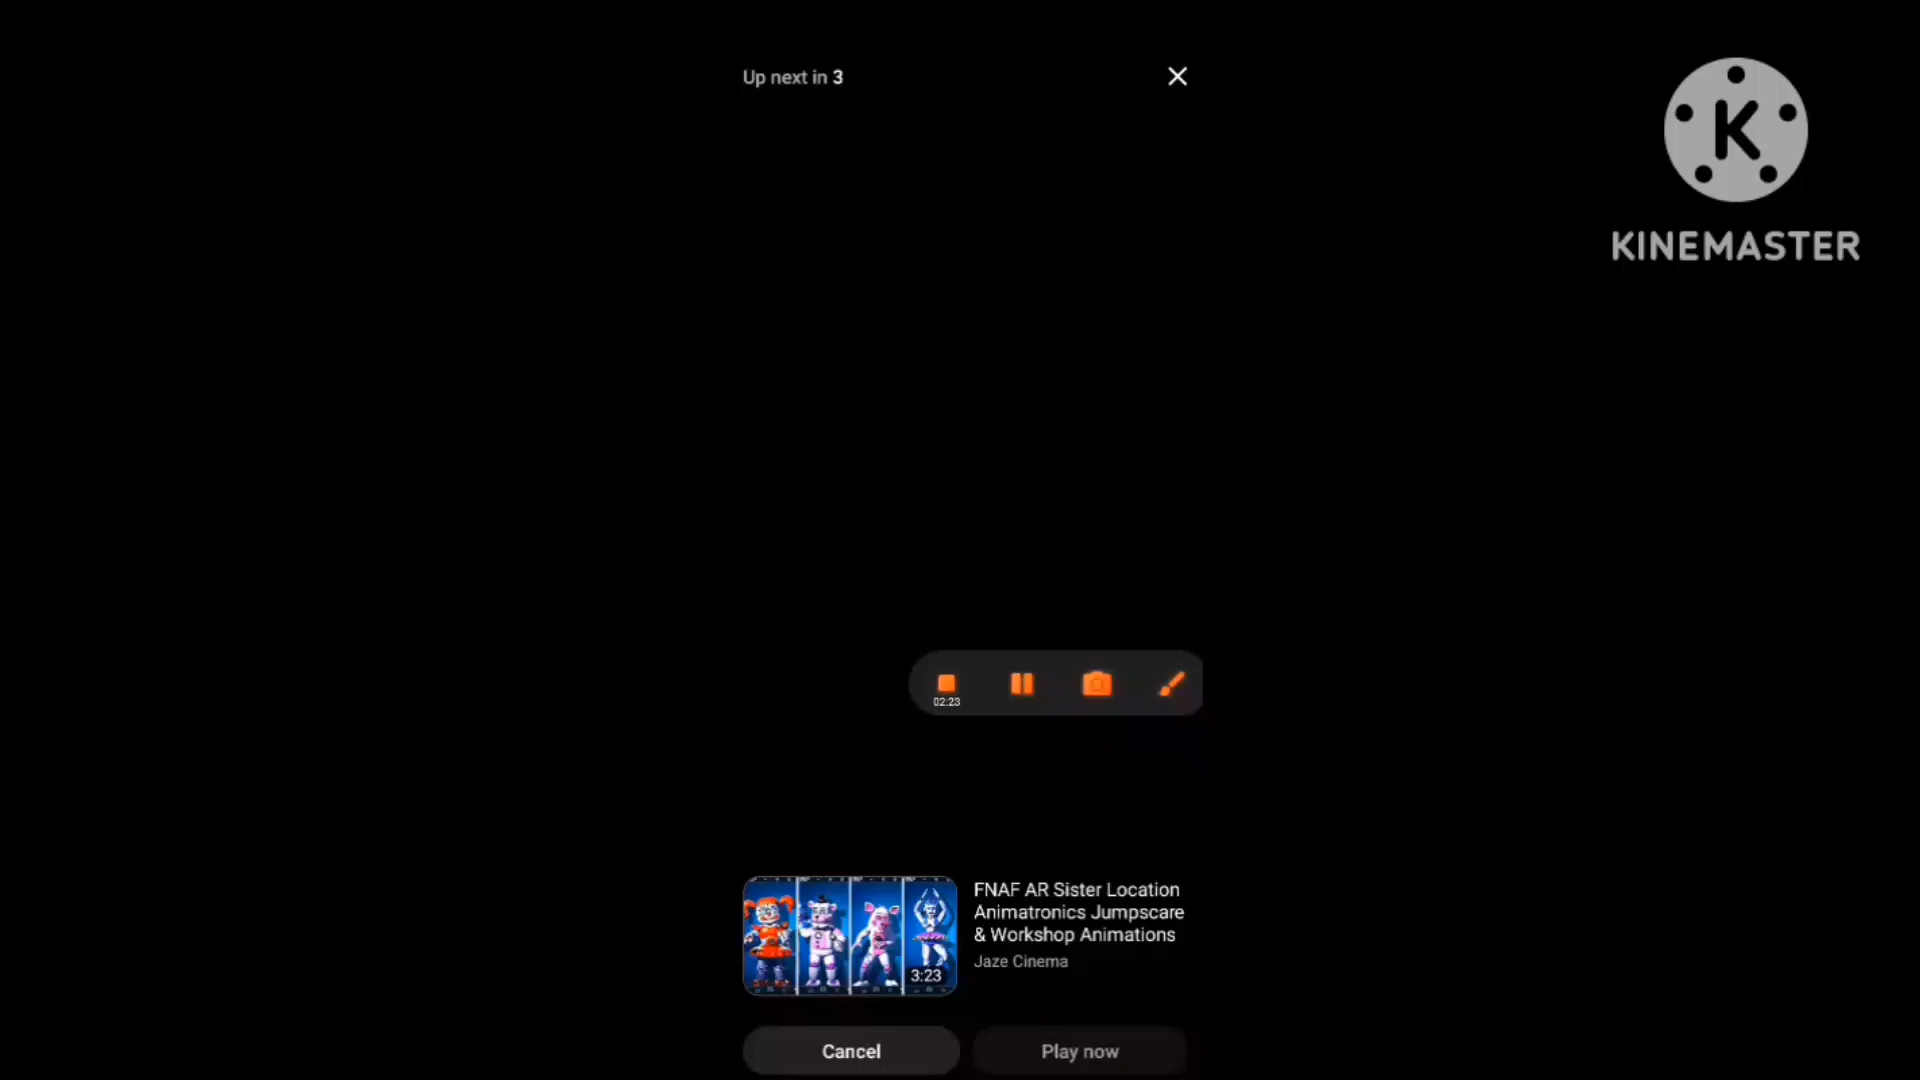 Up next in 3
K
KINEMASTER
02:23
FNAF AR Sister Location
Animatronics Jumpscare
& Workshop Animations
Jaze Cinema
3:23
Cancel
Play now